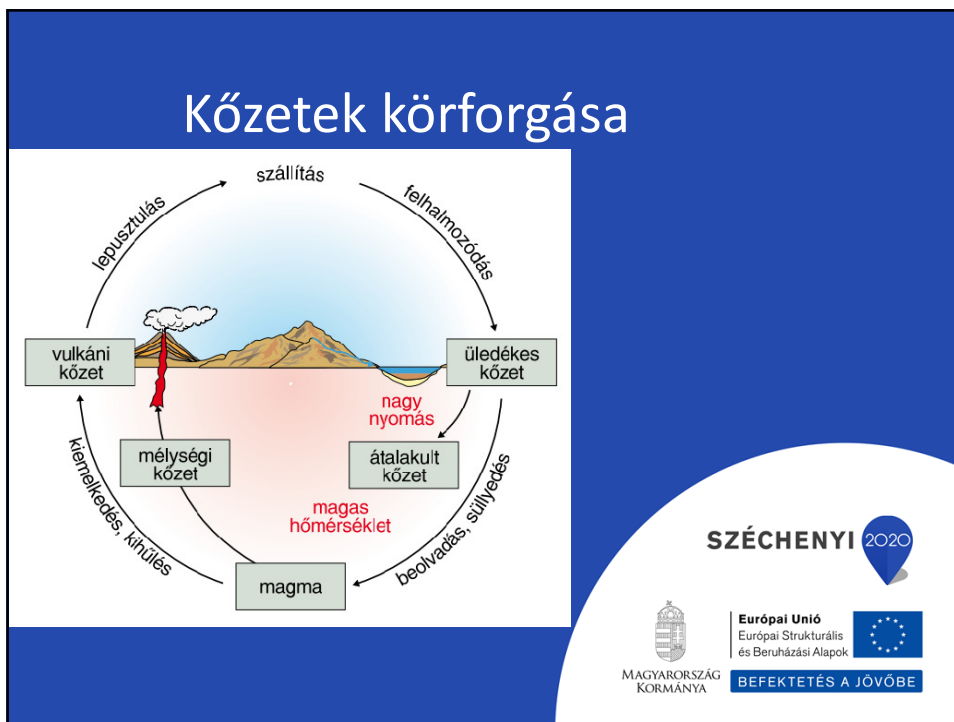 Kőzetek körforgása
szállítás
lepusztulás
felhalmozódás
vulkáni
kőzet
üledékes
kőzet
nagy
nyomás
mélységi
kőzet
átalakult
kőzet
magas
hőmérséklet
kiemelkedés, kihűlés
beolvadás, süllyedés
magma
SZÉCHENYI 2020
MAGYARORSZÁG
KORMÁNYA
Európai Unió
Európai Strukturális
és Beruházási Alapok
BEFEKTETÉS A JÖVŐBE